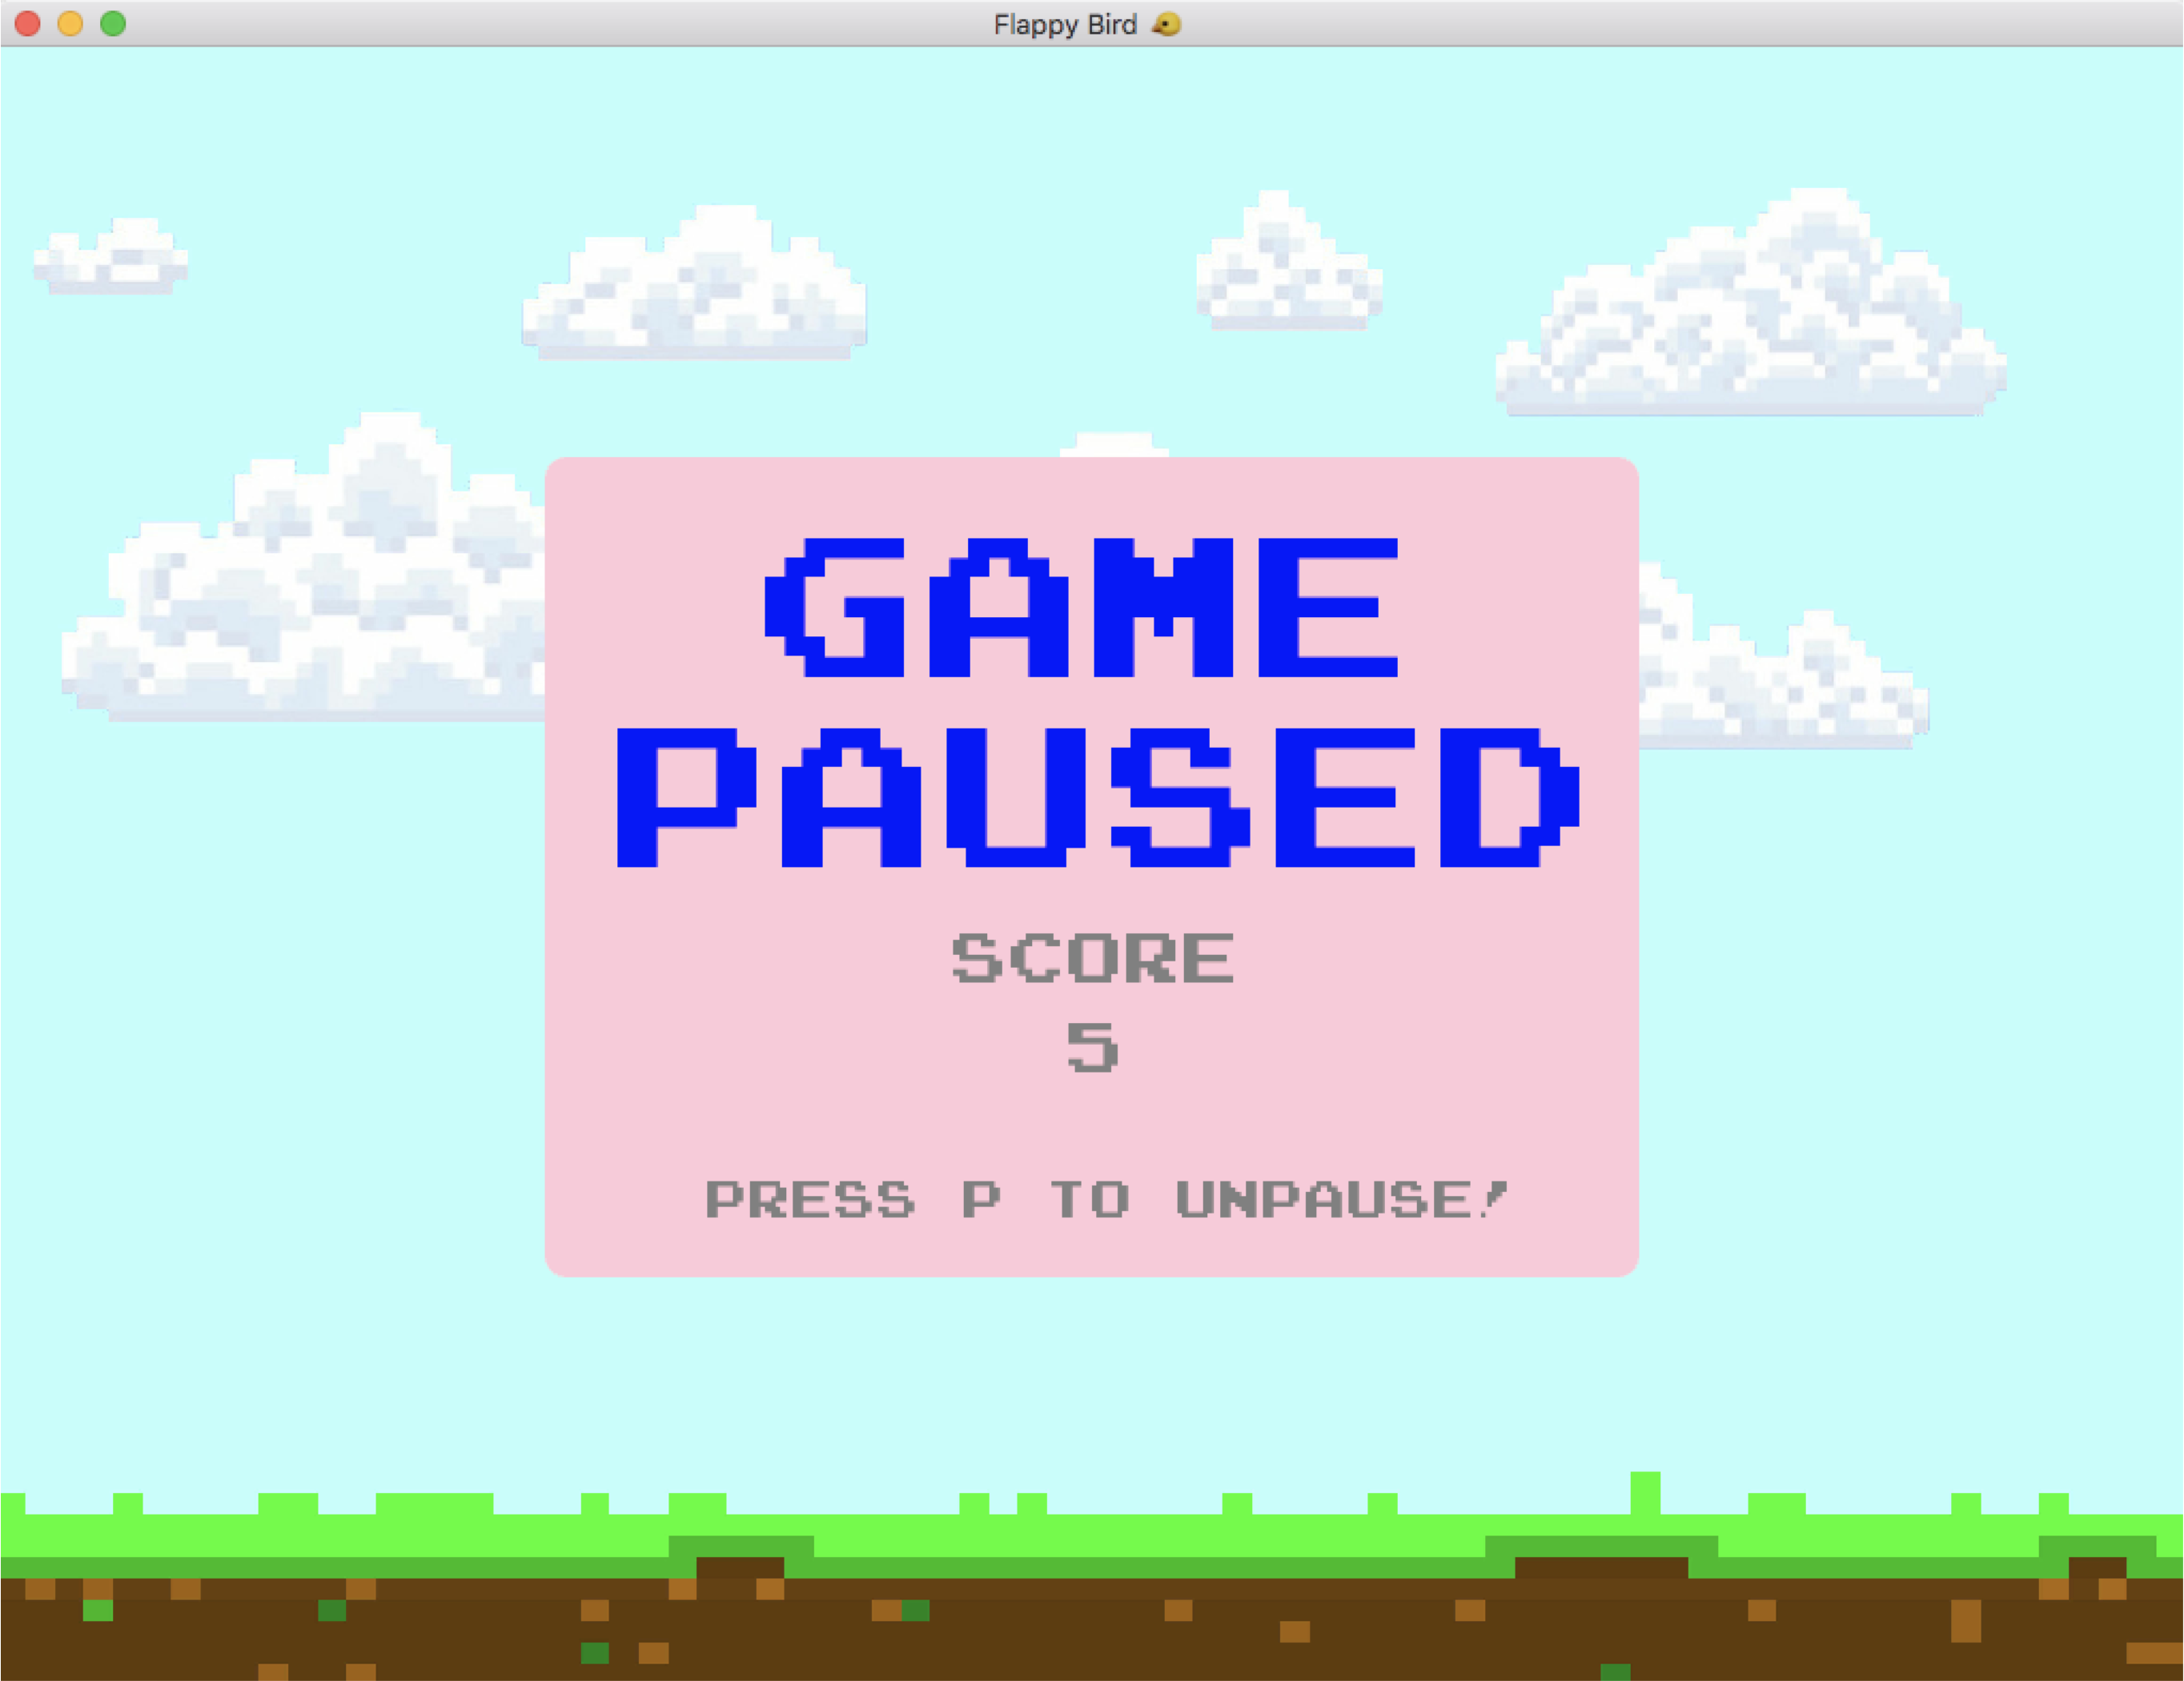 Flappy Bird 🐤
GAME
PAUSED
SCORE
5
PRESS P TO UNPAUSE!